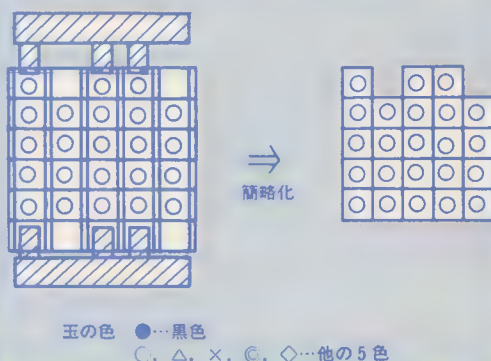 簡略化
玉の色 ●…黒色
○, △, ×, ◎, ◇…他の5色